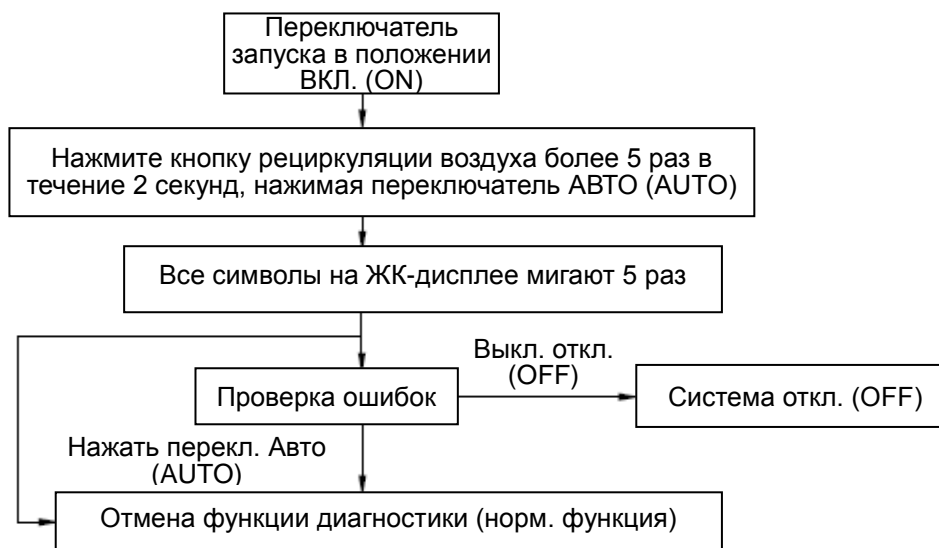 Переключатель
запуска в положении
ВКЛ. (ON)
Нажмите кнопку рециркуляции воздуха более 5 раз в
течение 2 секунд, нажимая переключатель АВТО (AUTO)
Все символы на ЖК-дисплее мигают 5 раз
Выкл. откл.
(OFF)
Проверка ошибок
Система откл. (OFF)
Нажать перекл. Авто
(AUTO)
Отмена функции диагностики (норм. функция)